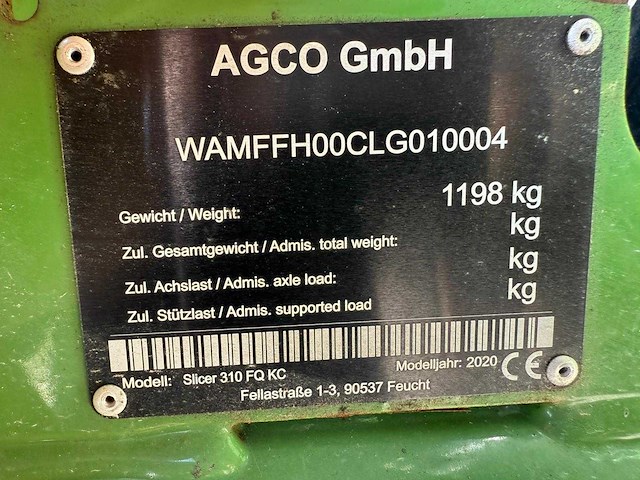 AGCO GmbH
WAMFFH00CLG010004
Gewicht / Weight: 1198 kg
Zul. Gesamtgewicht / Admis. total weight: kg
Zul. Achslast / Admis. axle load: kg
Zul. Stützlast / Admis. supported load kg
Modell: Slicer 310 FQ KC Modelljahr: 2020 CE
Fellastraße 1-3, 90537 Feucht